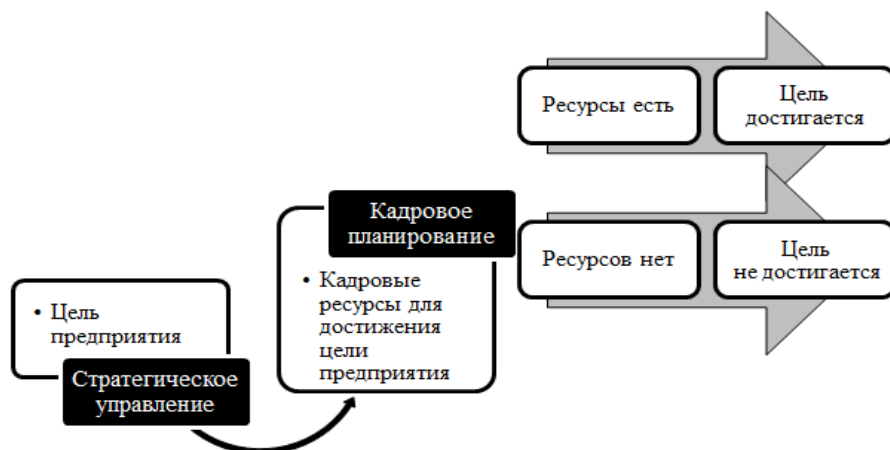 • Цель
предприятия
Стратегическое
управление
Кадровое
планирование
• Кадровые
ресурсы для
достижения
цели
предприятия
Ресурсы есть
Цель
достигается
Ресурсов нет
Цель
не достигается